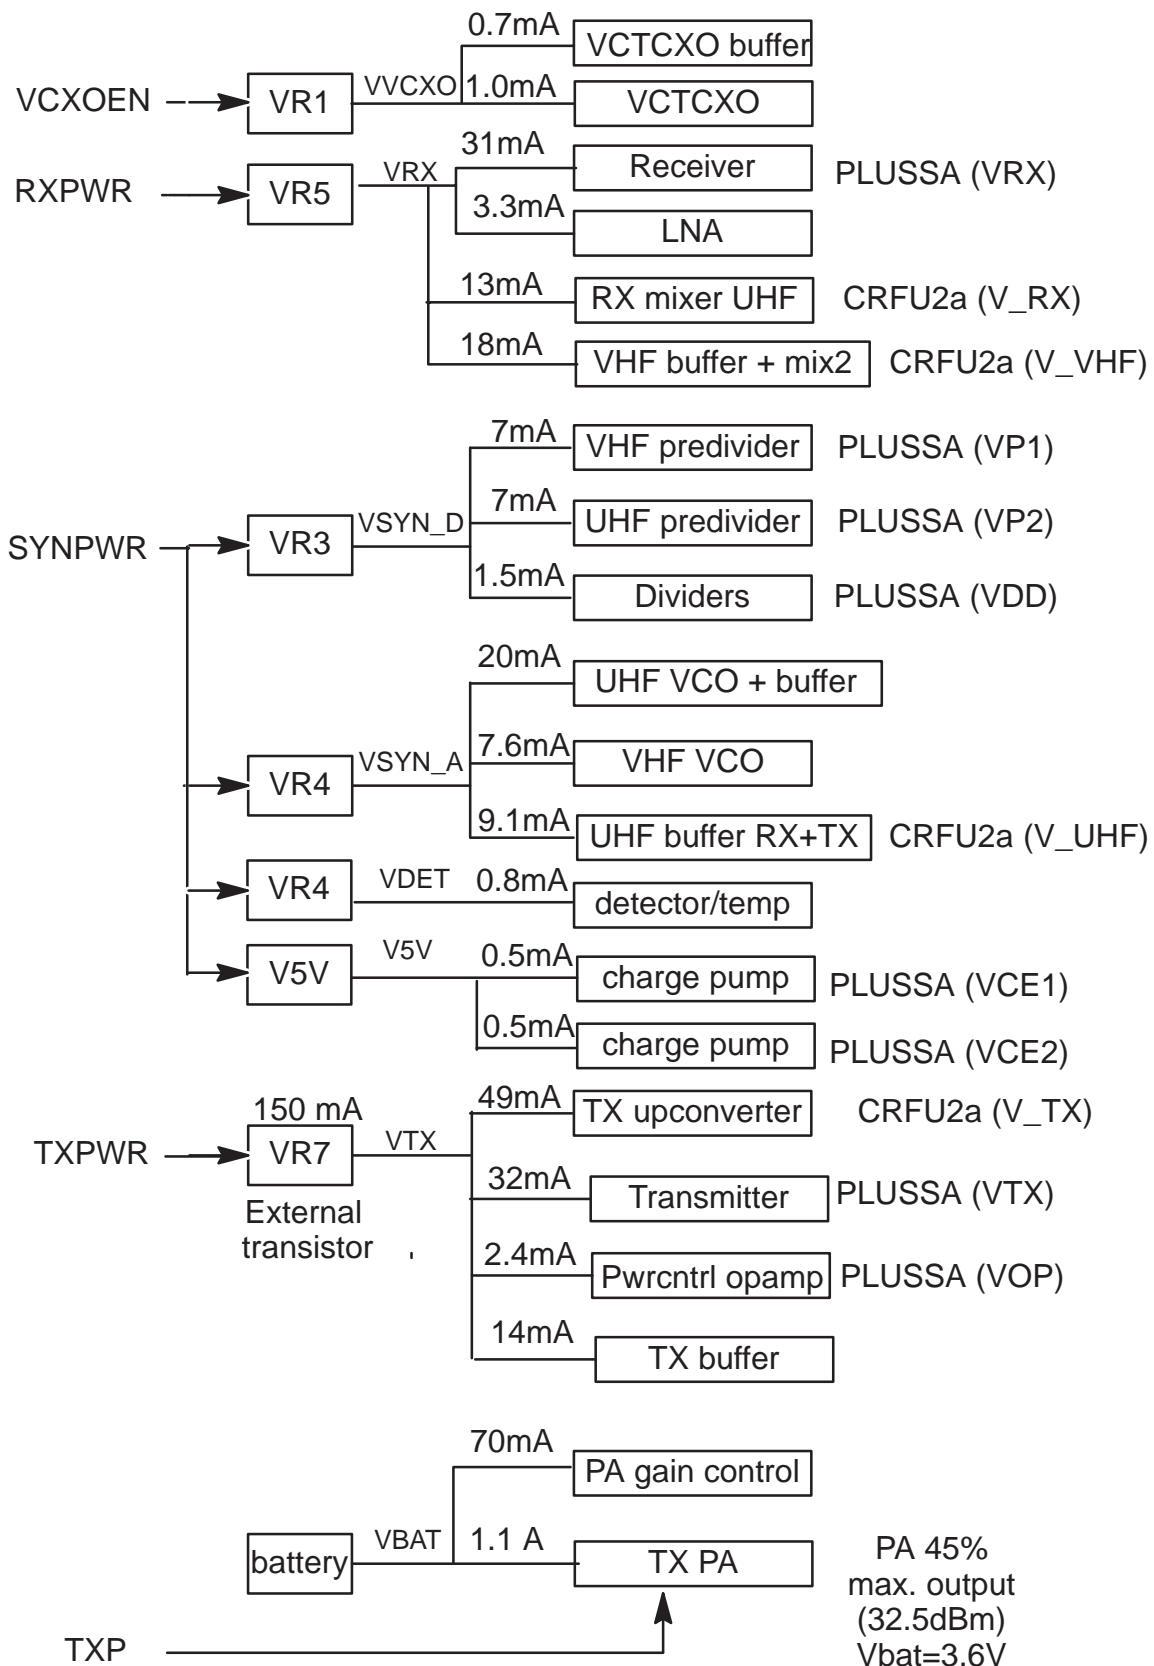 0.7mA
VCTCXO buffer
VCXOEN
VR1
VVCXO
1.0mA
VCTCXO
31mA
Receiver
PLUSSA (VRX)
RXPWR
VR5
VRX
3.3mA
LNA
13mA
RX mixer UHF
CRFU2a (V_RX)
18mA
VHF buffer + mix2
CRFU2a (V_VHF)
7mA
VHF predivider
PLUSSA (VP1)
SYNPWR
VR3
VSYN_D
7mA
UHF predivider
PLUSSA (VP2)
1.5mA
Dividers
PLUSSA (VDD)
20mA
UHF VCO + buffer
VR4
VSYN_A
7.6mA
VHF VCO
9.1mA
UHF buffer RX+TX
CRFU2a (V_UHF)
VR4
VDET
0.8mA
detector/temp
V5V
V5V
0.5mA
charge pump
PLUSSA (VCE1)
0.5mA
charge pump
PLUSSA (VCE2)
150 mA
49mA
TX upconverter
CRFU2a (V_TX)
TXPWR
VR7
VTX
External
transistor
32mA
Transmitter
PLUSSA (VTX)
2.4mA
Pwrcntrl opamp
PLUSSA (VOP)
14mA
TX buffer
70mA
PA gain control
battery
VBAT
1.1 A
TX PA
PA 45%
max. output
(32.5dBm)
Vbat=3.6V
TXP